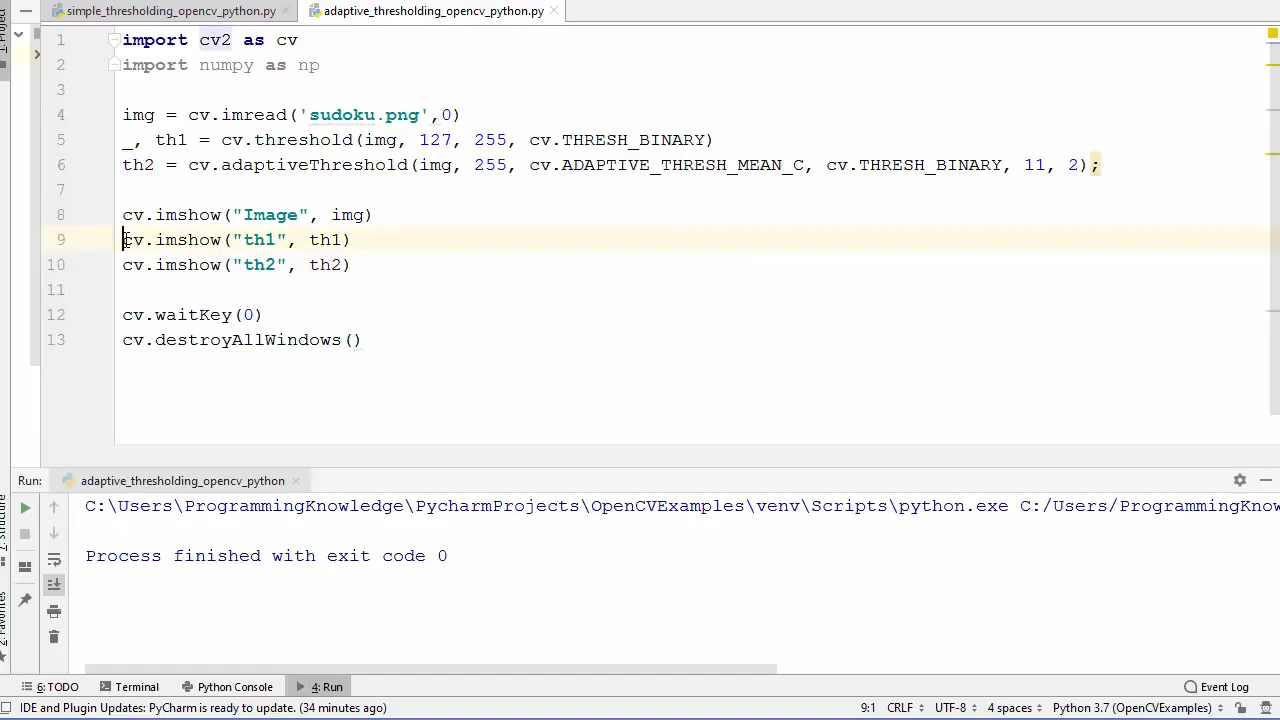 simple_thresholding_opencv_python.py adaptive_thresholding_opencv_python.py
1: Project
1 import cv2 as cv
2 import numpy as np
3
4 img = cv.imread('sudoku.png',0)
5 _, th1 = cv.threshold(img, 127, 255, cv.THRESH_BINARY)
6 th2 = cv.adaptiveThreshold(img, 255, cv.ADAPTIVE_THRESH_MEAN_C, cv.THRESH_BINARY, 11, 2);
7
8 cv.imshow("Image", img)
9 cv.imshow("th1", th1)
10 cv.imshow("th2", th2)
11
12 cv.waitKey(0)
13 cv.destroyAllWindows()
Run: adaptive_thresholding_opencv_python
C:\Users\ProgrammingKnowledge\PycharmProjects\OpenCVExamples\venv\Scripts\python.exe C:/Users/ProgrammingKnow
Process finished with exit code 0
7: Structure
2: Favorites
6: TODO Terminal Python Console 4: Run Event Log
IDE and Plugin Updates: PyCharm is ready to update. (34 minutes ago) 9:1 CRLF UTF-8 4 spaces Python 3.7 (OpenCVExamples)